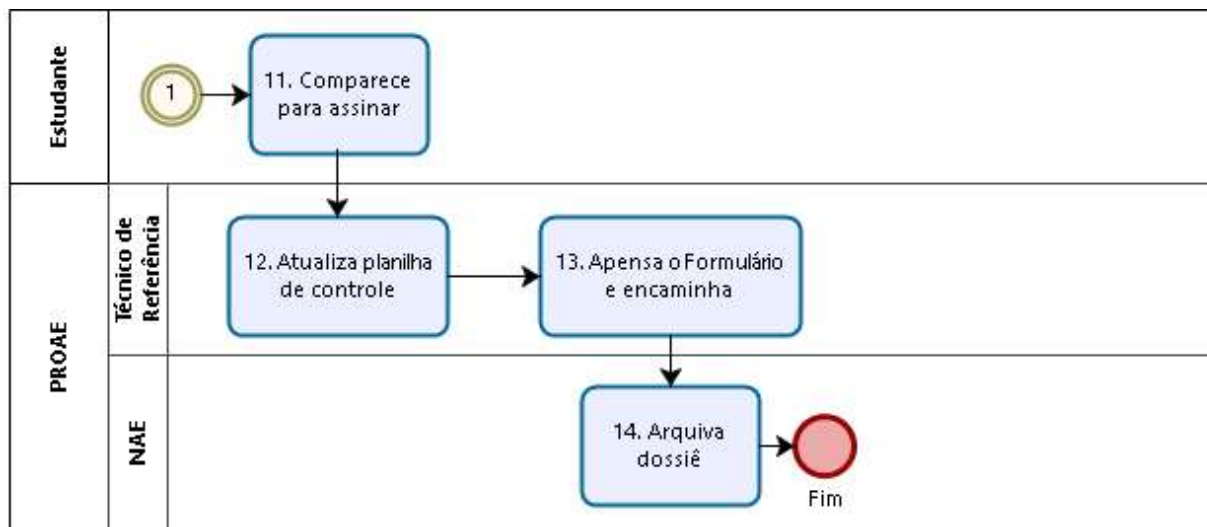 Estudante
1
11. Comparece
para assinar
PROAE
Técnico de
Referência
12. Atualiza planilha
de controle
13. Apensa o Formulário
e encaminha
NAE
14. Arquiva
dossiê
Fim